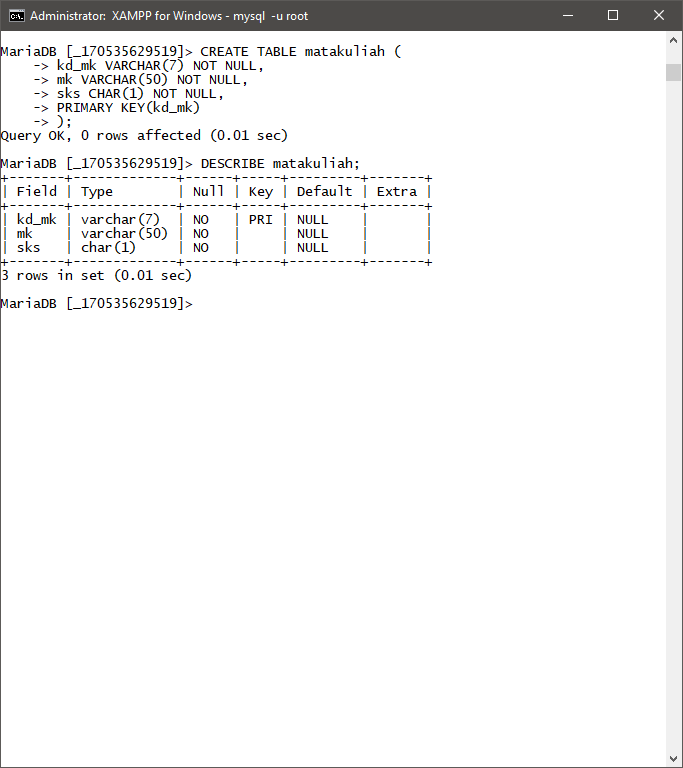 Administrator: XAMPP for Windows - mysql -u root
MariaDB [_170535629519]> CREATE TABLE matakuliah (
    -> kd_mk VARCHAR(7) NOT NULL,
    -> mk VARCHAR(50) NOT NULL,
    -> sks CHAR(1) NOT NULL,
    -> PRIMARY KEY(kd_mk)
    -> );
Query OK, 0 rows affected (0.01 sec)
MariaDB [_170535629519]> DESCRIBE matakuliah;
+-------+-------------+------+-----+---------+-------+
| Field | Type        | Null | Key | Default | Extra |
+-------+-------------+------+-----+---------+-------+
| kd_mk | varchar(7)  | NO   | PRI | NULL    |       |
| mk    | varchar(50) | NO   |     | NULL    |       |
| sks   | char(1)     | NO   |     | NULL    |       |
+-------+-------------+------+-----+---------+-------+
3 rows in set (0.01 sec)
MariaDB [_170535629519]>